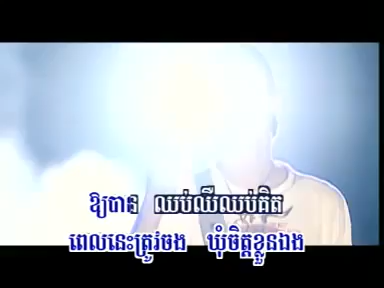 ឱ្យបាន ឈប់ឈឺឈប់គិត
ពេលនេះត្រូវចង ឃុំចិត្តខ្លួនឯង